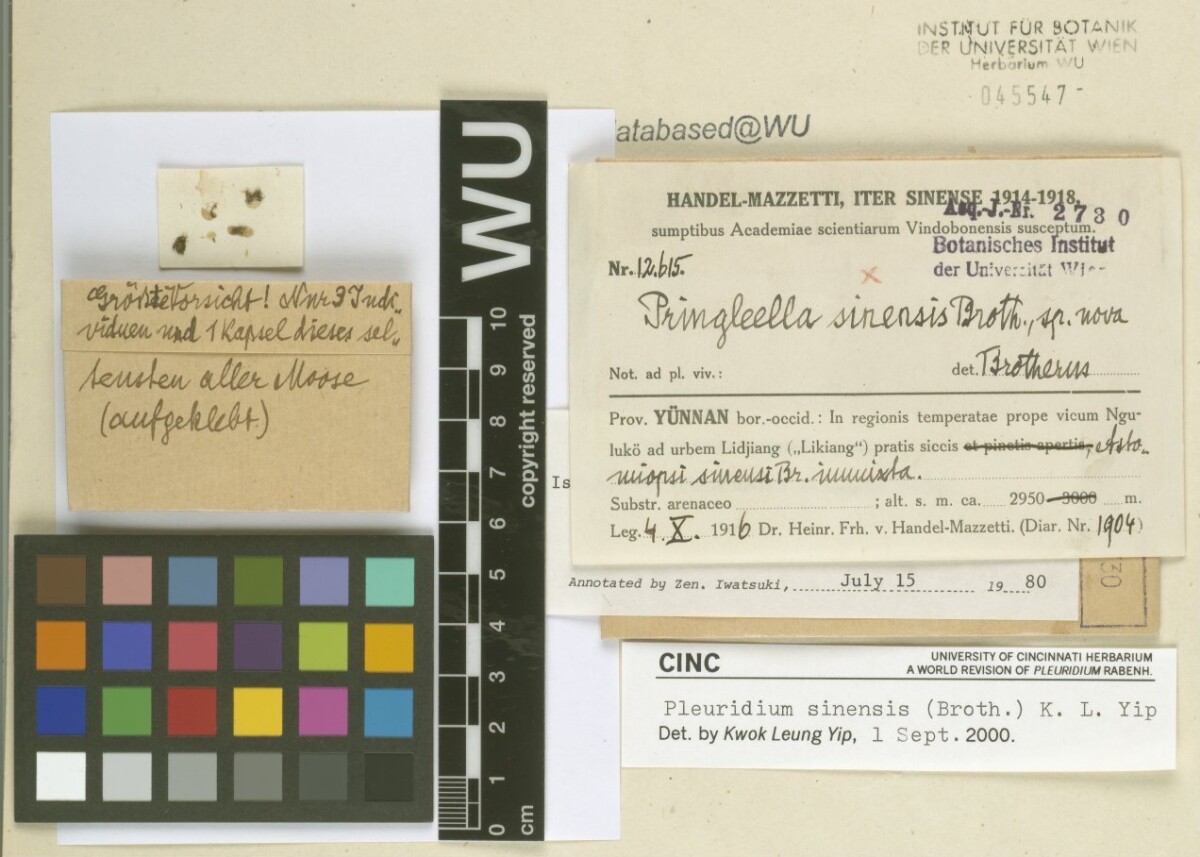 INSTITUT FÜR BOTANIK
DER UNIVERSITÄT WIEN
Herbarium WU
045547
atabased@WU
HANDEL-MAZZETTI, ITER SINENSE 1914-1918,
sumptibus Academiae scientiarum Vindobonensis susceptum.
Acq.-J.-Nr. 2730
Botanisches Institut
der Universität Wien
Nr. 12.615.
×
Pringleella sinensis Broth., sp. nova
Not. ad pl. viv.:
det. Brotherus
Prov. YÜNNAN bor.-occid.: In regionis temperatae prope vicum Ngu-
lukö ad urbem Lidjiang („Likiang“) pratis siccis et pinetis apertis, Asto-
miopsi sinensi Br. immixta.
Substr. arenaceo ; alt. s. m. ca. 2950–3000 m.
Leg. 4. X. 1916 Dr. Heinr. Frh. v. Handel-Mazzetti. (Diar. Nr. 1904)
Is
Annotated by Zen. Iwatsuki, July 15 1980
30
CINC
UNIVERSITY OF CINCINNATI HERBARIUM
A WORLD REVISION OF PLEURIDIUM RABENH.
Pleuridium sinensis (Broth.) K. L. Yip
Det. by Kwok Leung Yip, 1 Sept. 2000.
Größte Vorsicht! Nur 3 Indi-
viduen und 1 Kapsel dieses sel-
tensten aller Moose
(aufgeklebt.)
WU
copyright reserved
10
9
8
7
6
5
4
3
2
1
0
cm